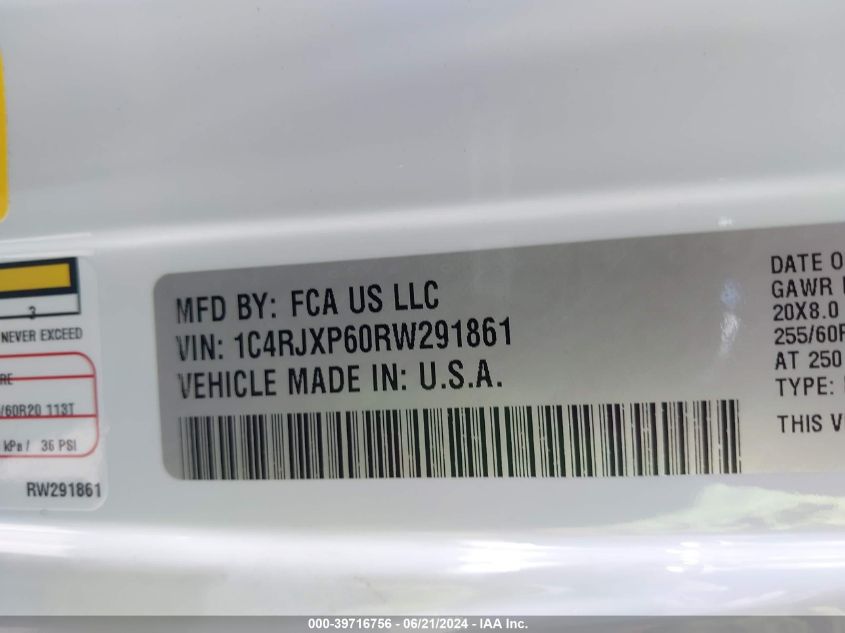 MFD BY: FCA US LLC
VIN: 1C4RJXP60RW291861
VEHICLE MADE IN: U.S.A.
DATE O
GAWR
20X8.0
255/60R
AT 250
TYPE:
THIS V
3
NEVER EXCEED
RE
/60R20 113T
kPa / 36 PSI
RW291861
000-39716756 - 06/21/2024 - IAA Inc.